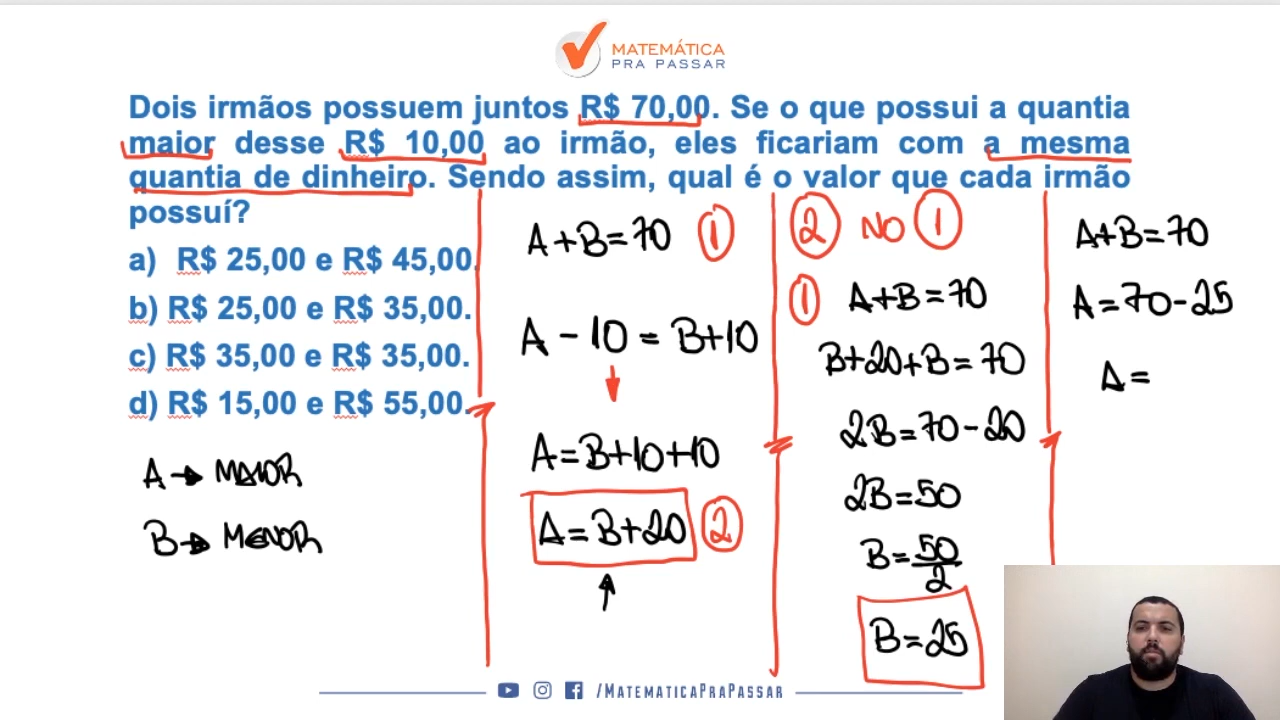 MATEMÁTICA
PRA PASSAR
Dois irmãos possuem juntos R$ 70,00. Se o que possui a quantia
maior desse R$ 10,00 ao irmão, eles ficariam com a mesma
quantia de dinheiro. Sendo assim, qual é o valor que cada irmão
possuí?
a) R$ 25,00 e R$ 45,00.
b) R$ 25,00 e R$ 35,00.
c) R$ 35,00 e R$ 35,00.
d) R$ 15,00 e R$ 55,00.
A→ MAIOR
B→ MENOR
A+B=70 1
A-10=B+10
A=B+10+10
A=B+20 2
2 NO 1
1 A+B=70
B+20+B=70
2B=70-20
2B=50
B=50/2
B=25
A+B=70
A=70-25
A=
/MATEMATICAPRAPASSAR